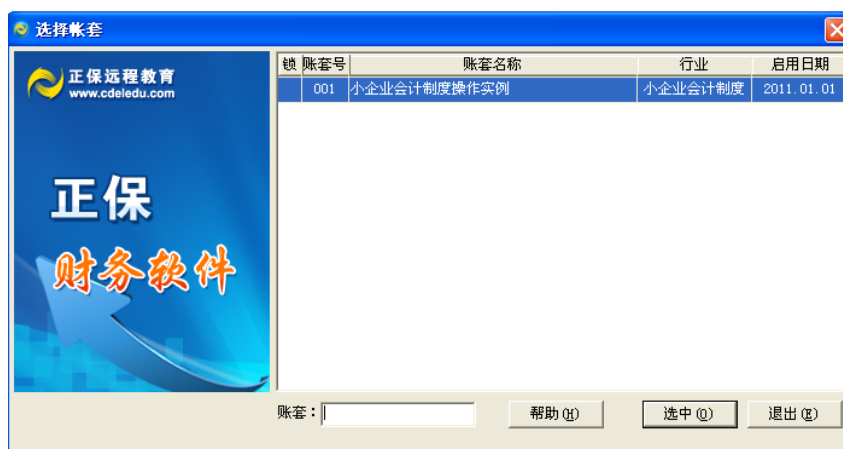 选择帐套
正保远程教育
www.cdeledu.com
正保
财务软件
锁 账套号 账套名称 行业 启用日期
001 小企业会计制度操作实例 小企业会计制度 2011.01.01
账套： 帮助(H) 选中(O) 退出(E)